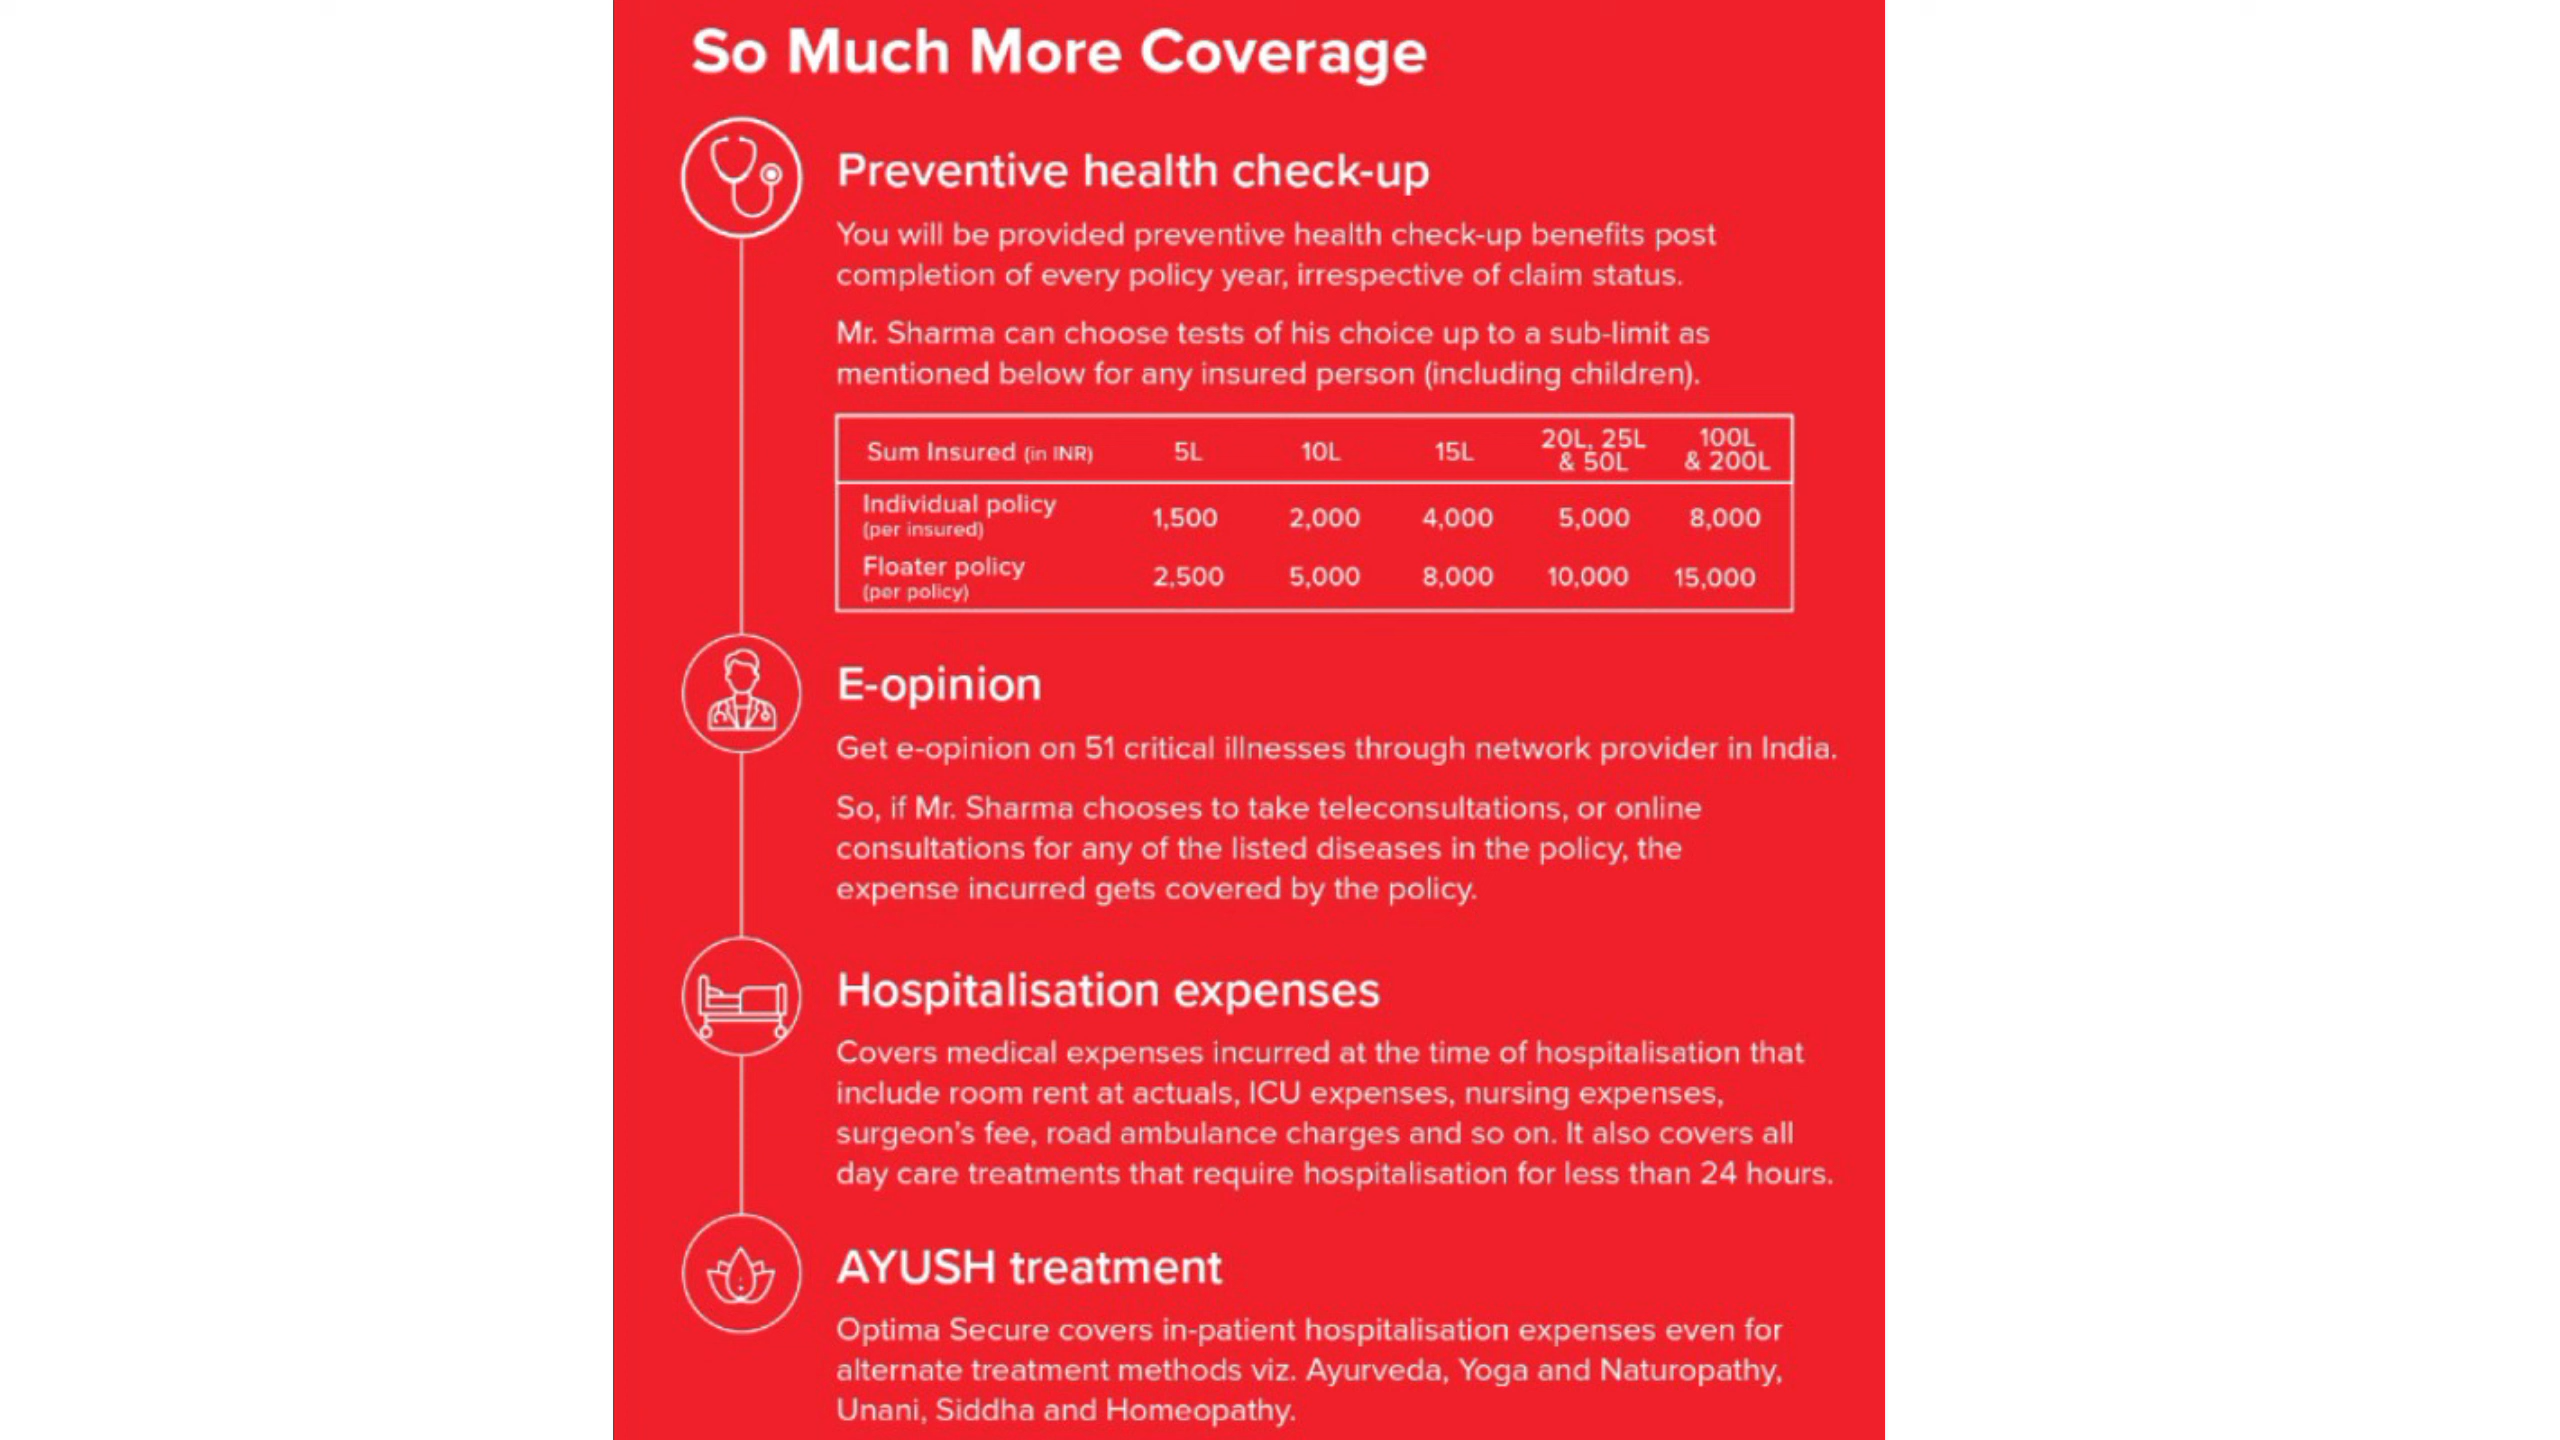 So Much More Coverage
Preventive health check-up
You will be provided preventive health check-up benefits post
completion of every policy year, irrespective of claim status.
Mr. Sharma can choose tests of his choice up to a sub-limit as
mentioned below for any insured person (including children).
Sum Insured (in INR) 5L 10L 15L 20L, 25L & 50L 100L & 200L
Individual policy (per insured) 1,500 2,000 4,000 5,000 8,000
Floater policy (per policy) 2,500 5,000 8,000 10,000 15,000
E-opinion
Get e-opinion on 51 critical illnesses through network provider in India.
So, if Mr. Sharma chooses to take teleconsultations, or online
consultations for any of the listed diseases in the policy, the
expense incurred gets covered by the policy.
Hospitalisation expenses
Covers medical expenses incurred at the time of hospitalisation that
include room rent at actuals, ICU expenses, nursing expenses,
surgeon's fee, road ambulance charges and so on. It also covers all
day care treatments that require hospitalisation for less than 24 hours.
AYUSH treatment
Optima Secure covers in-patient hospitalisation expenses even for
alternate treatment methods viz. Ayurveda, Yoga and Naturopathy,
Unani, Siddha and Homeopathy.